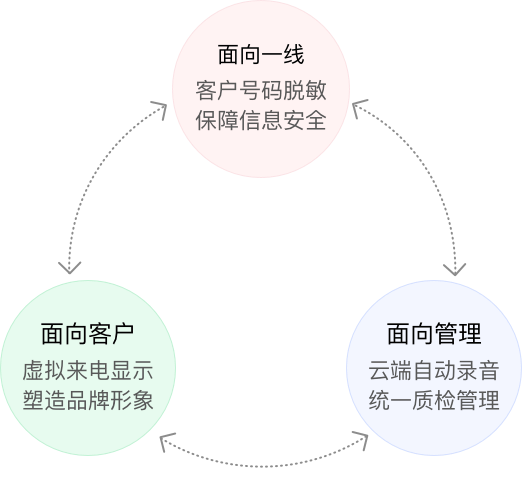 面向一线
客户号码脱敏
保障信息安全
面向客户
虚拟来电显示
塑造品牌形象
面向管理
云端自动录音
统一质检管理